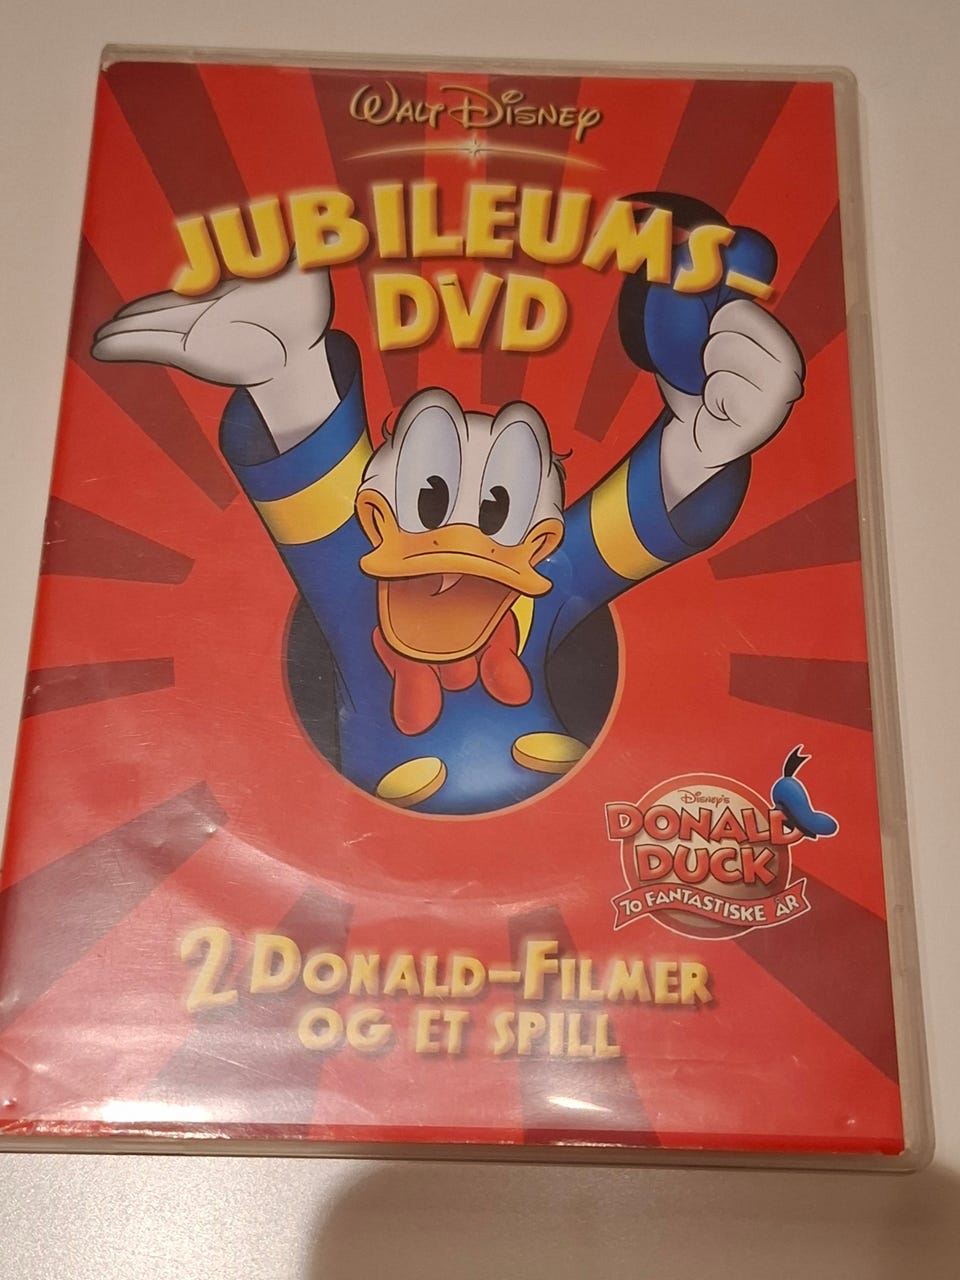 WALT DISNEY
JUBILEUMS-
DVD
DISNEY'S
DONALD
DUCK
70 FANTASTISKE ÅR
2 DONALD-FILMER
OG ET SPILL